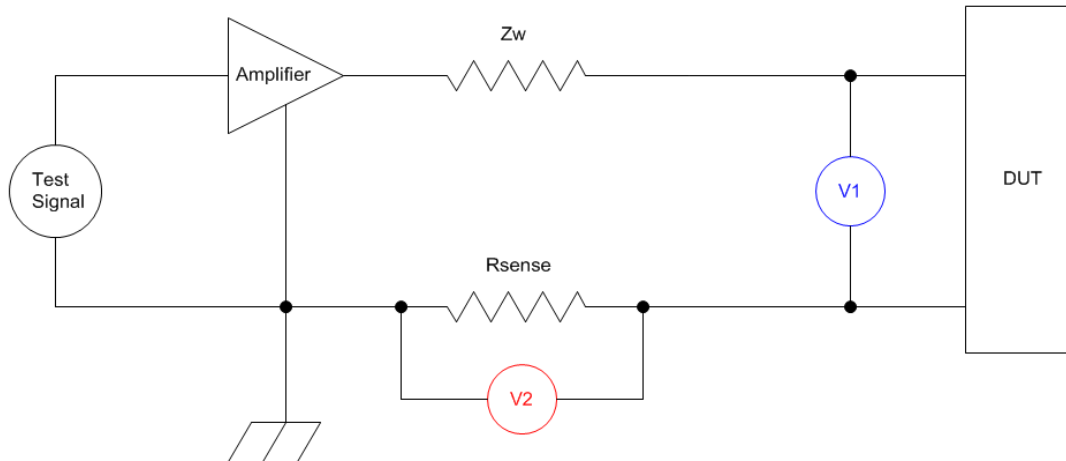 Zw
Amplifier
Test
Signal
V1
DUT
Rsense
V2